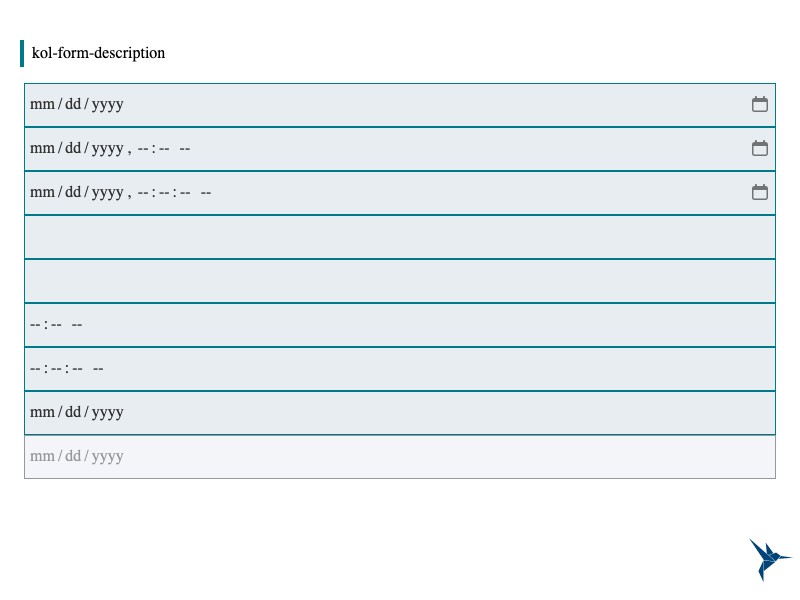 kol-form-description
mm/dd/yyyy
mm/dd/yyyy, --:-- --
mm/dd/yyyy, --:--:-- --
--:-- --
--:--:-- --
mm/dd/yyyy
mm/dd/yyyy